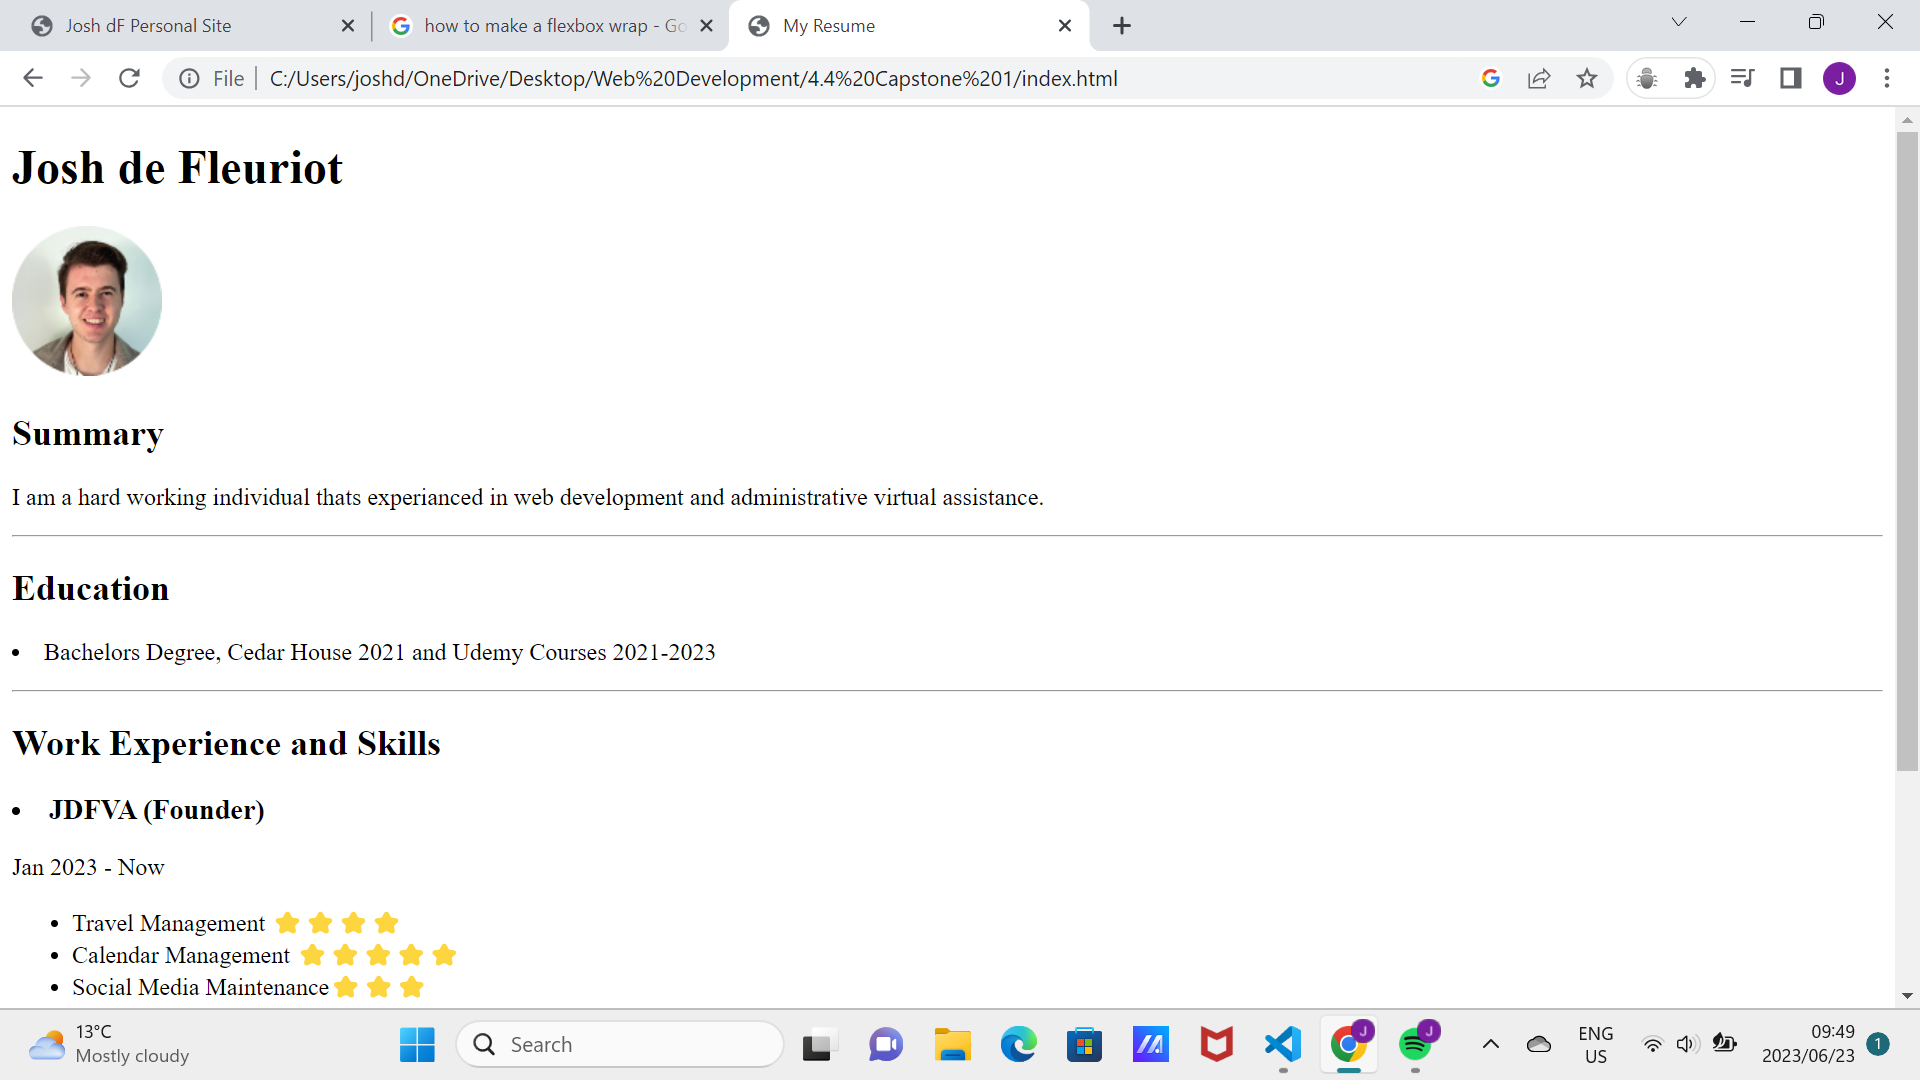 Josh dF Personal Site
how to make a flexbox wrap - Go
My Resume
File
C:/Users/joshd/OneDrive/Desktop/Web%20Development/4.4%20Capstone%201/index.html
J
Josh de Fleuriot
Summary
I am a hard working individual thats experianced in web development and administrative virtual assistance.
Education
• Bachelors Degree, Cedar House 2021 and Udemy Courses 2021-2023
Work Experience and Skills
• JDFVA (Founder)
Jan 2023 - Now
• Travel Management ⭐ ⭐ ⭐ ⭐
• Calendar Management ⭐ ⭐ ⭐ ⭐ ⭐
• Social Media Maintenance ⭐ ⭐ ⭐
13°C
Mostly cloudy
Search
J
J
ENG
US
09:49
2023/06/23
1